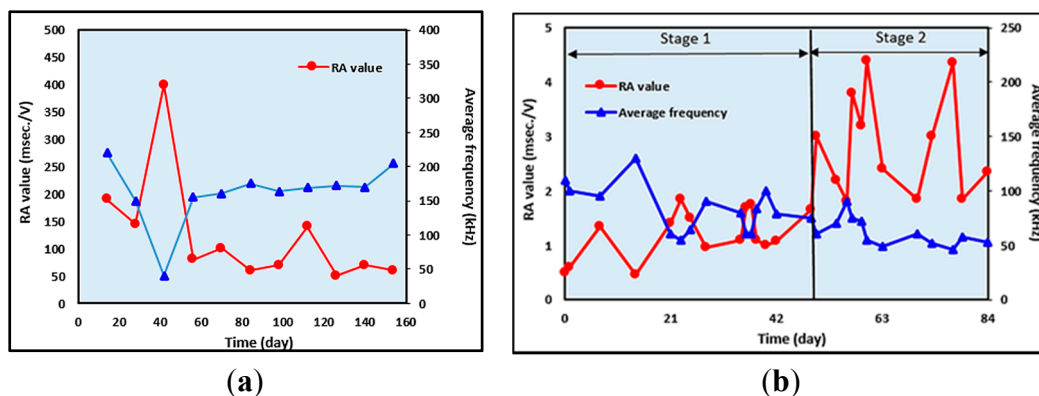 500
450
400
350
300
250
200
150
100
50
0
400
350
300
250
200
150
100
50
0
0 20 40 60 80 100 120 140 160
RA value (msec./V)
Average frequency (kHz)
Time (day)
RA value
(a)
5
4
3
2
1
0
250
200
150
100
50
0
0 21 42 63 84
RA value (msec./V)
Average frequency (kHz)
Time (day)
Stage 1
Stage 2
RA value
Average frequency
(b)